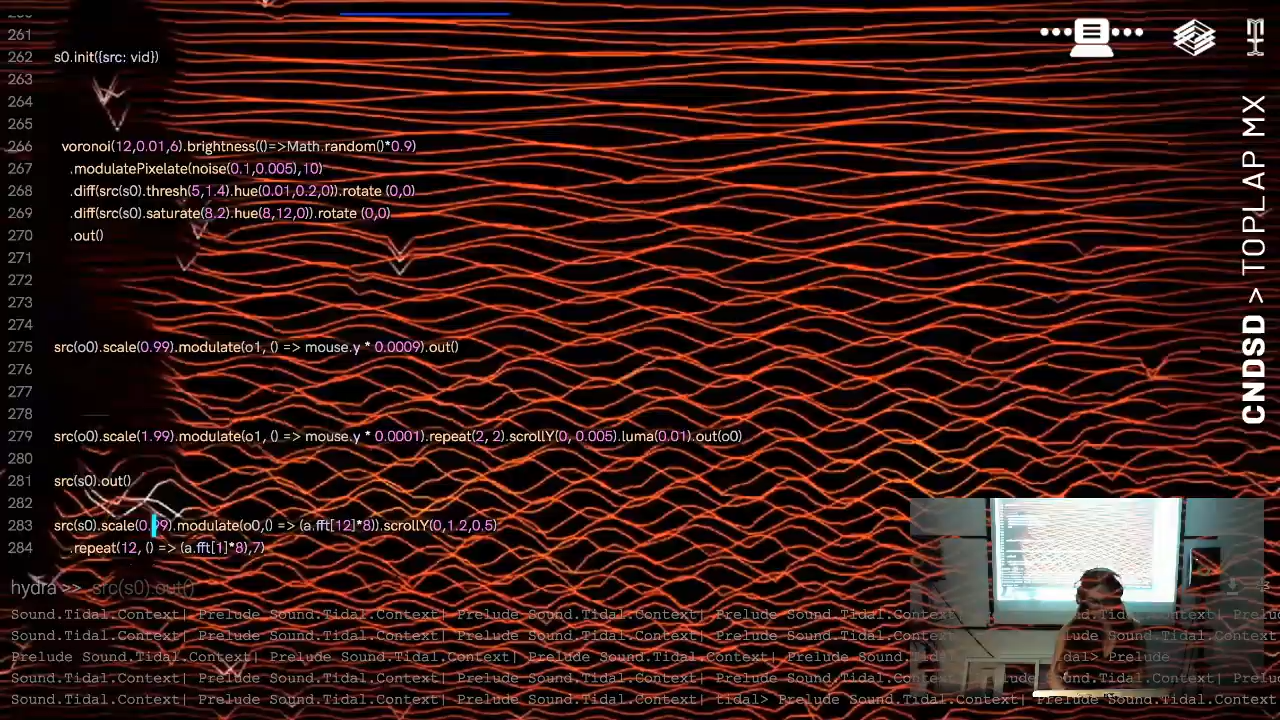 261
262 s0.init({src: vid})
263
264
265
266 voronoi(12,0.01,6).brightness(()=>Math.random()*0.9)
267 .modulatePixelate(noise(0.1,0.005),10)
268 .diff(src(s0).thresh(5,1.4).hue(0.01,0.2,0)).rotate (0,0)
269 .diff(src(s0).saturate(8.2).hue(8,12,0)).rotate (0,0)
270 .out()
271
272
273
274
275 src(o0).scale(0.99).modulate(o1, () => mouse.y * 0.0009).out()
276
277
278
279 src(o0).scale(1.99).modulate(o1, () => mouse.y * 0.0001).repeat(2, 2).scrollY(0, 0.005).luma(0.01).out(o0)
280
281 src(s0).out()
282
283 src(s0).scale(0.99).modulate(o0,() => (a.fft[12]*8)).scrollY(0,1.2,0.5)
284 .repeat(12, () => (a.fft[1]*8),7)
hydra >> src(s0).out()
Sound.Tidal.Context| Prelude Sound.Tidal.Context| Prelude Sound.Tidal.Context| Prelude Sound.Tidal.Context| Prelude Sound.Tidal.Context
Sound.Tidal.Context| Prelude Sound.Tidal.Context| Prelude Sound.Tidal.Context| Prelude Sound.Tidal.Context
Prelude Sound.Tidal.Context| Prelude Sound.Tidal.Context| Prelude Sound.Tidal.Context| Prelude Sound.Tidal> Prelude
Sound.Tidal.Context| Prelude Sound.Tidal.Context| Prelude Sound.Tidal.Context| Prelude Sound.Tidal.Context
Sound.Tidal.Context| Prelude Sound.Tidal.Context| Prelude Sound.Tidal.Context| tidal> Prelude Sound.Tidal.Context| Prelude Sound.Tidal.Context
CNDSD > TOPLAP MX